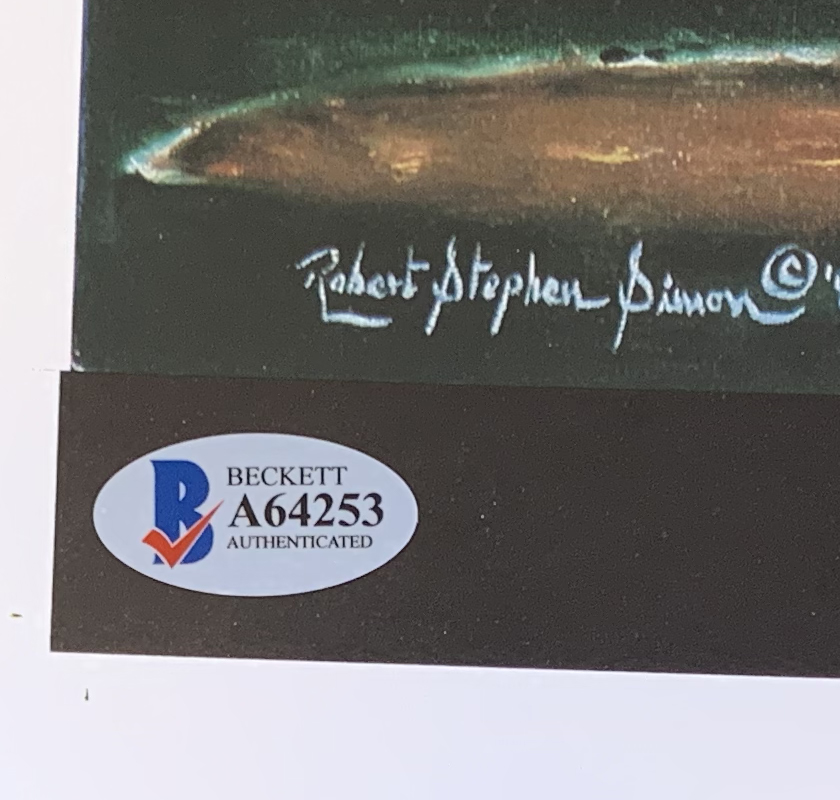 Robert Stephen Simon ©'
BECKETT
A64253
AUTHENTICATED